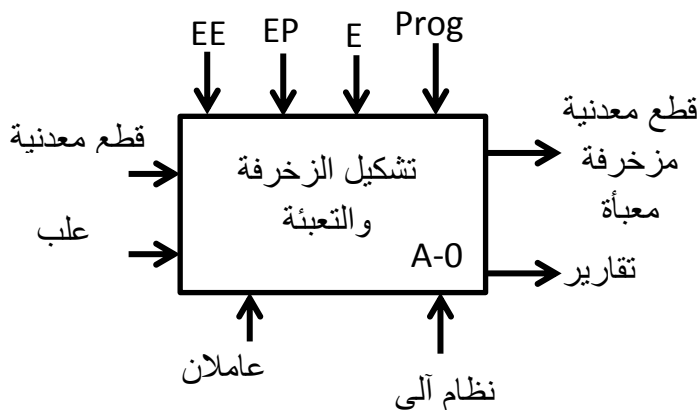 EE EP E Prog
قطع معدنية
علب
تشكيل الزخرفة
والتعبئة
A-0
قطع معدنية
مزخرفة
معبأة
تقارير
عاملان
نظام آلي